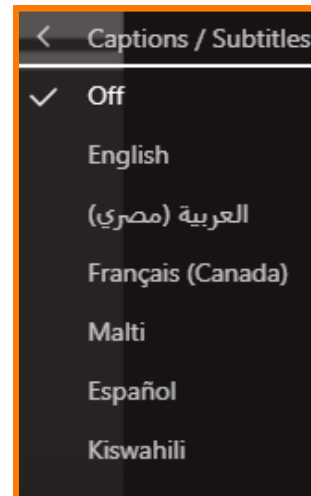 Captions / Subtitles
Off
English
العربية (مصري)
Français (Canada)
Malti
Español
Kiswahili